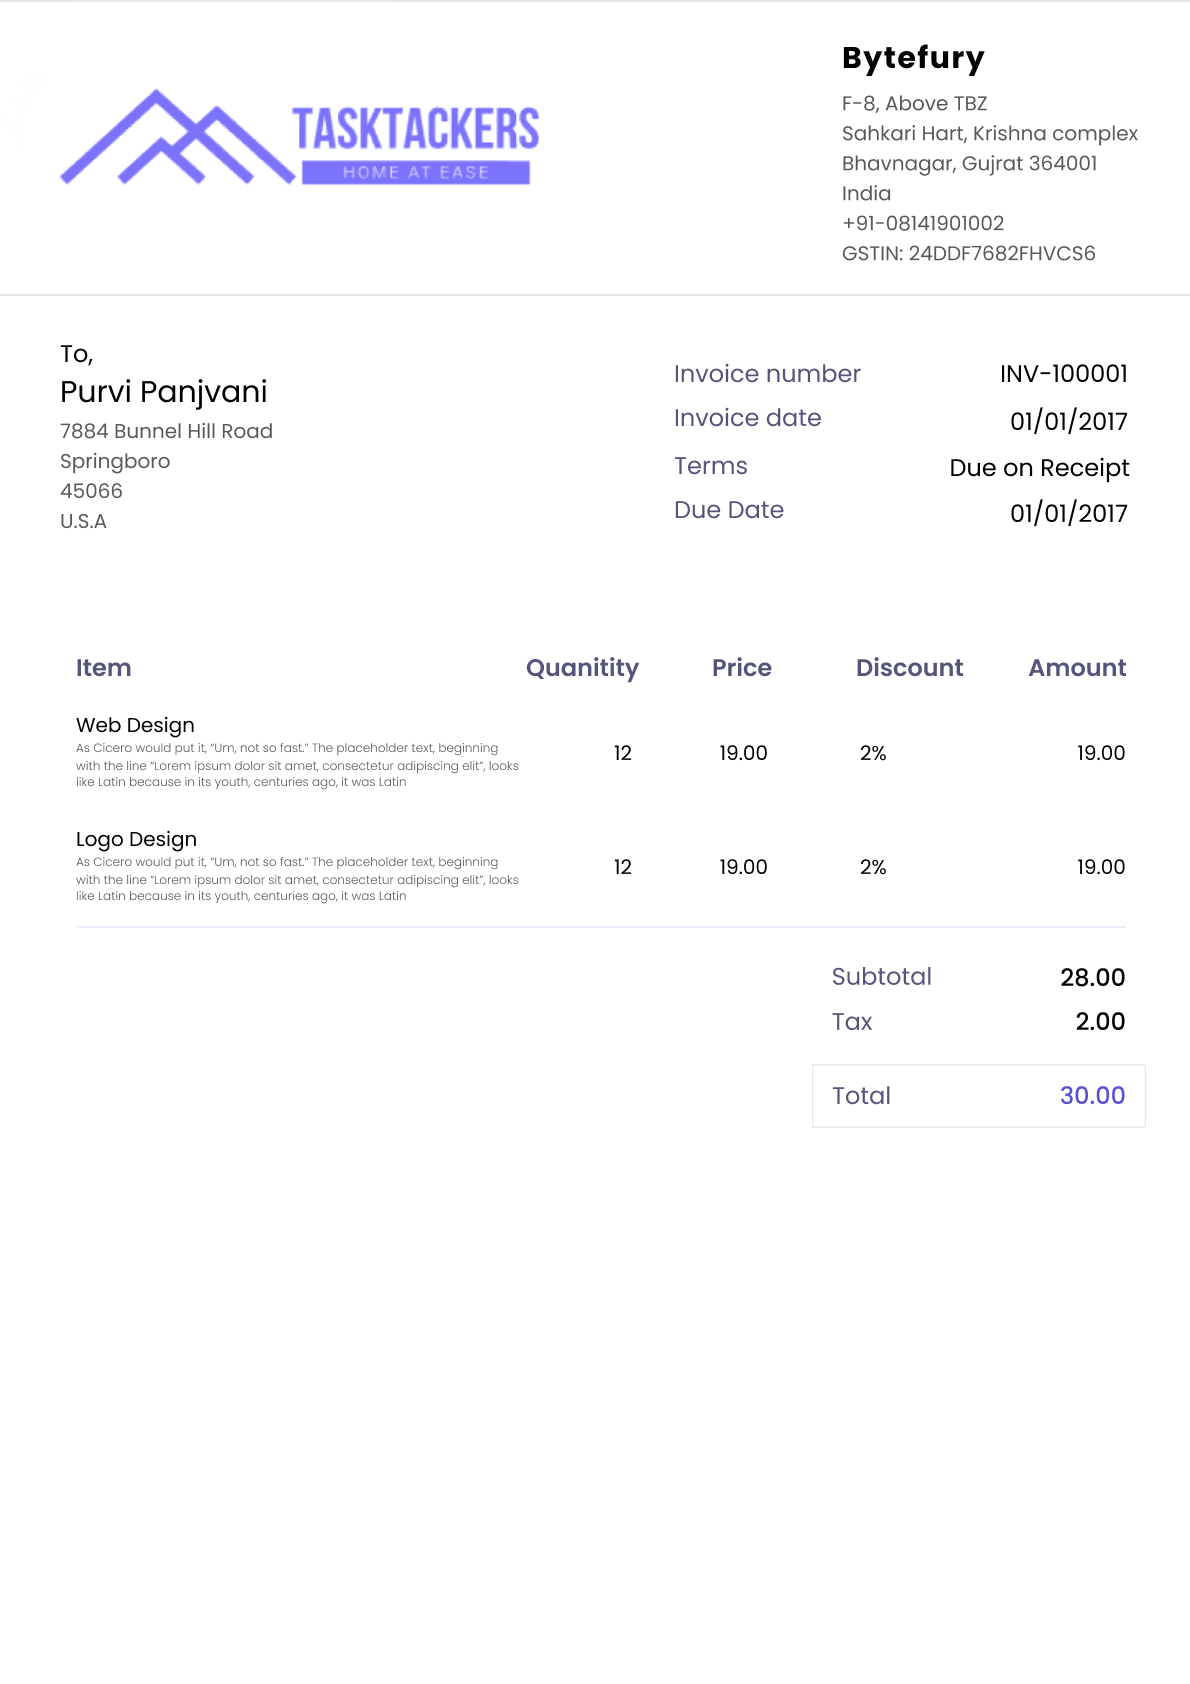 TASKTACKERS
HOME AT EASE
Bytefury
F-8, Above TBZ
Sahkari Hart, Krishna complex
Bhavnagar, Gujrat 364001
India
+91-08141901002
GSTIN: 24DDF7682FHVCS6
To,
Purvi Panjvani
7884 Bunnel Hill Road
Springboro
45066
U.S.A
Invoice number INV-100001
Invoice date 01/01/2017
Terms Due on Receipt
Due Date 01/01/2017
Item Quanitity Price Discount Amount
Web Design
As Cicero would put it, “Um, not so fast.” The placeholder text, beginning
with the line “Lorem ipsum dolor sit amet, consectetur adipiscing elit”, looks
like Latin because in its youth, centuries ago, it was Latin
12 19.00 2% 19.00
Logo Design
As Cicero would put it, “Um, not so fast.” The placeholder text, beginning
with the line “Lorem ipsum dolor sit amet, consectetur adipiscing elit”, looks
like Latin because in its youth, centuries ago, it was Latin
12 19.00 2% 19.00
Subtotal 28.00
Tax 2.00
Total 30.00